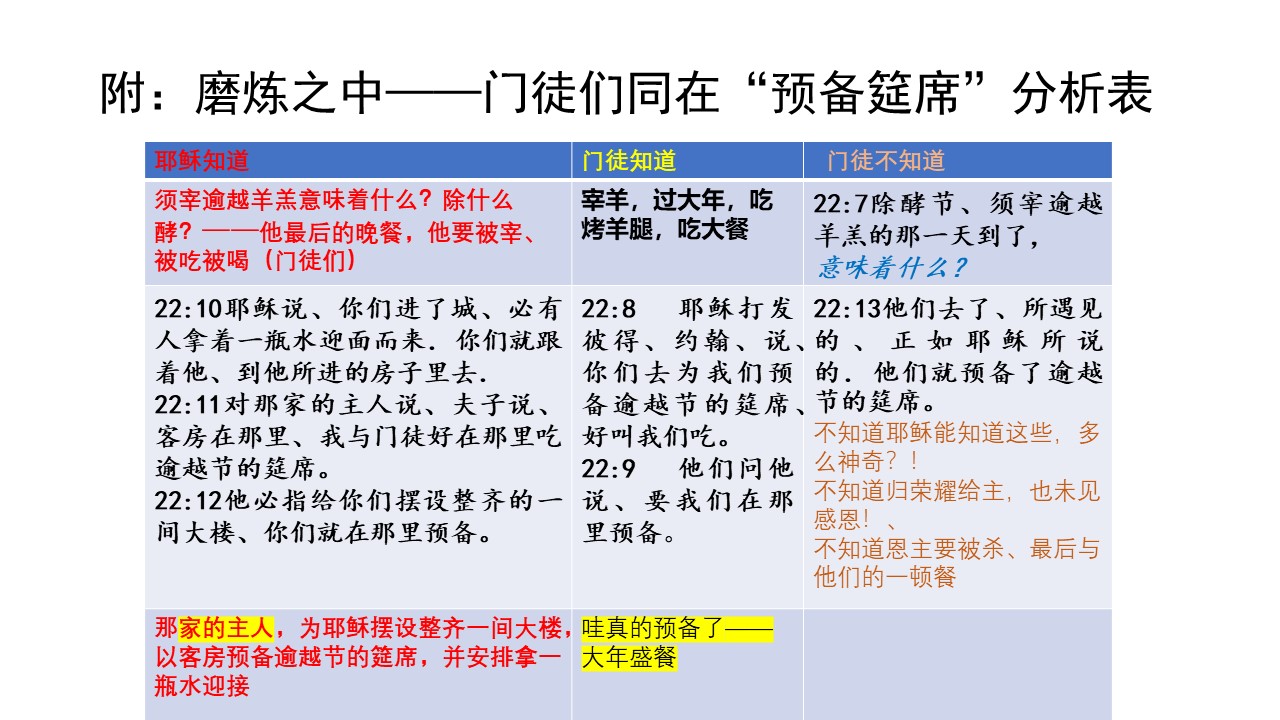 附：磨炼之中——门徒们同在“预备筵席”分析表
耶稣知道
门徒知道
门徒不知道
须宰逾越羊羔意味着什么？除什么
酵？——他最后的晚餐，他要被宰、
被吃被喝（门徒们）
宰羊，过大年，吃
烤羊腿，吃大餐
22:7除酵节、须宰逾越
羊羔的那一天到了，
意味着什么？
22:10耶稣说、你们进了城、必有
人拿着一瓶水迎面而来．你们就跟
着他、到他所进的房子里去．
22:11对那家的主人说、夫子说、
客房在那里、我与门徒好在那里吃
逾越节的筵席。
22:12他必指给你们摆设整齐的一
间大楼、你们就在那里预备。
22:8 耶稣打发
彼得、约翰、说、
你们去为我们预
备逾越节的筵席、
好叫我们吃。
22:9 他们问他
说、要我们在那
里预备。
22:13他们去了、所遇见
的、正如耶稣所说
的．他们就预备了逾越
节的筵席。
不知道耶稣能知道这些，多
么神奇？！
不知道归荣耀给主，也未见
感恩！、
不知道恩主要被杀、最后与
他们的一顿餐
那家的主人，为耶稣摆设整齐一间大楼，
以客房预备逾越节的筵席，并安排拿一
瓶水迎接
哇真的预备了——
大年盛餐